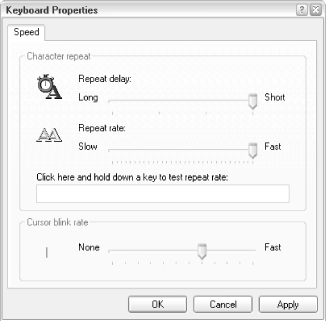 Keyboard Properties
Speed
Character repeat
Repeat delay:
Long Short
Repeat rate:
Slow Fast
Click here and hold down a key to test repeat rate:
Cursor blink rate
None Fast
OK Cancel Apply